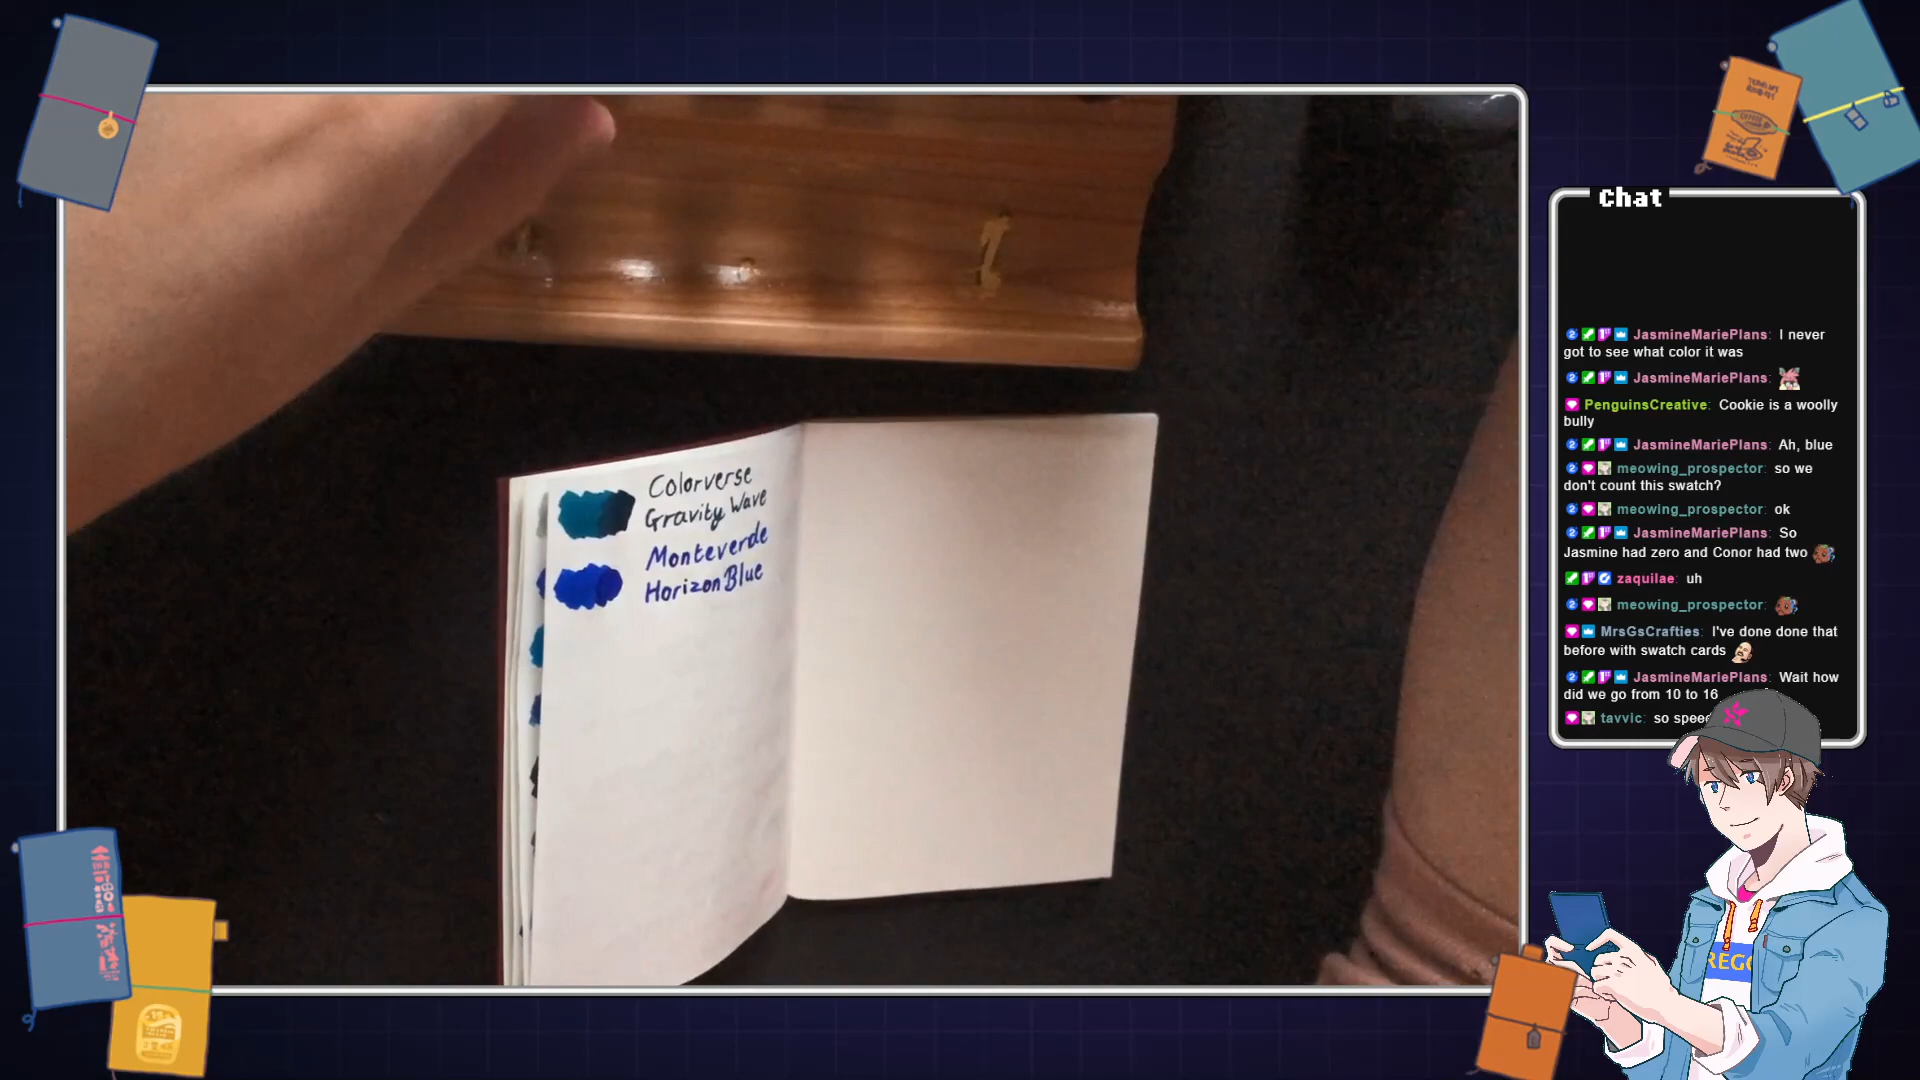 Colorverse
Gravity Wave
Monteverde
Horizon Blue
chat
JasmineMariePlans: I never
got to see what color it was
JasmineMariePlans:
PenguinsCreative: Cookie is a woolly
bully
JasmineMariePlans: Ah, blue
meowing_prospector: so we
don't count this swatch?
meowing_prospector: ok
JasmineMariePlans: So
Jasmine had zero and Conor had two
zaquilae: uh
meowing_prospector:
MrsGsCrafties: I've done done that
before with swatch cards
JasmineMariePlans: Wait how
did we go from 10 to 16
tavvic: so
REGO